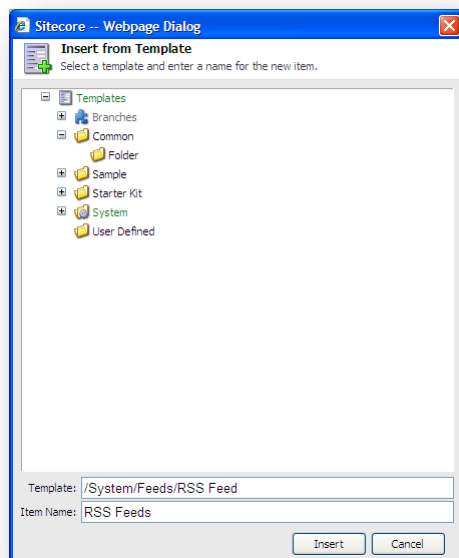 Sitecore -- Webpage Dialog
Insert from Template
Select a template and enter a name for the new item.
Templates
Branches
Common
Folder
Sample
Starter Kit
System
User Defined
Template: /System/Feeds/RSS Feed
Item Name: RSS Feeds
Insert Cancel